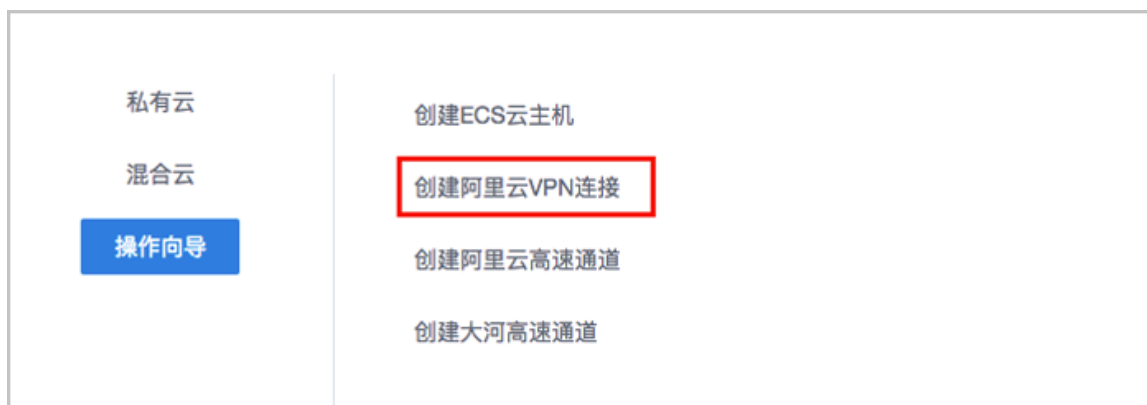 私有云
混合云
操作向导
创建ECS云主机
创建阿里云VPN连接
创建阿里云高速通道
创建大河高速通道